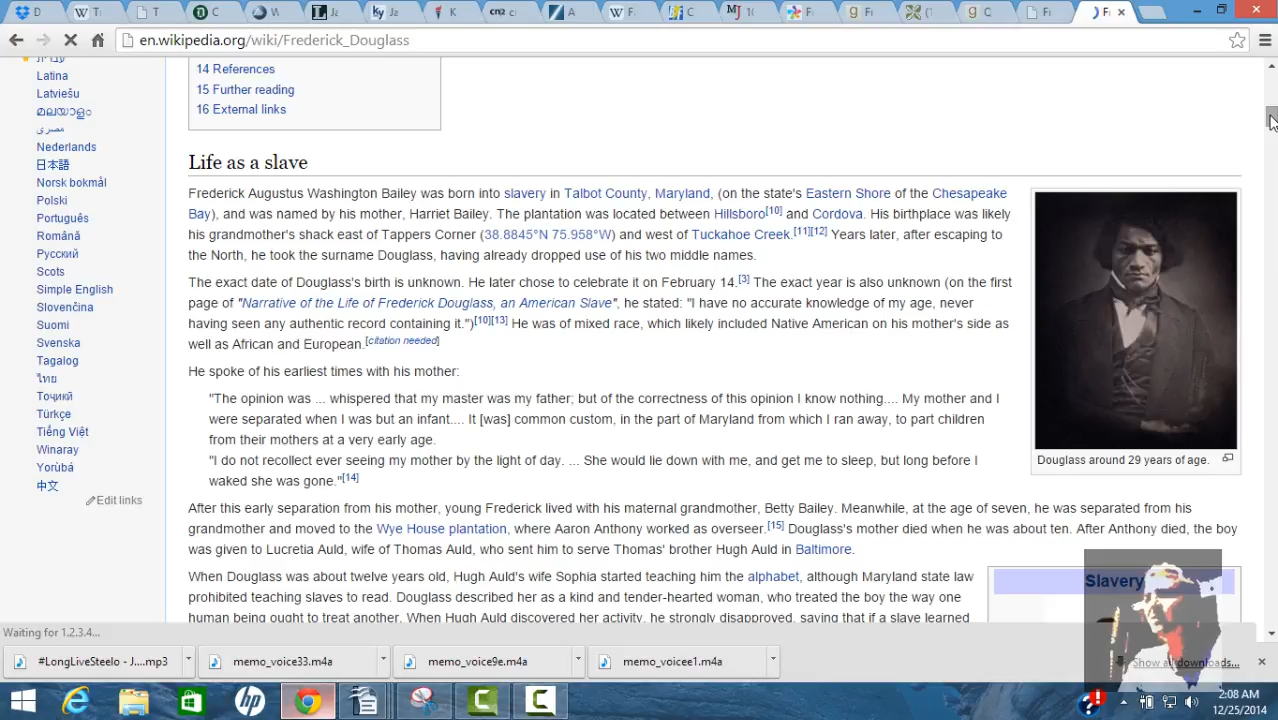 en.wikipedia.org/wiki/Frederick_Douglass
Latina
Latviešu
മലയാളം
مصرى
Nederlands
日本語
Norsk bokmål
Polski
Português
Română
Русский
Scots
Simple English
Slovenčina
Suomi
Svenska
Tagalog
ไทย
Тоҷикӣ
Türkçe
Tiếng Việt
Winaray
Yorùbá
中文
Edit links
14 References
15 Further reading
16 External links
Life as a slave
Frederick Augustus Washington Bailey was born into slavery in Talbot County, Maryland, (on the state's Eastern Shore of the Chesapeake
Bay), and was named by his mother, Harriet Bailey. The plantation was located between Hillsboro[10] and Cordova. His birthplace was likely
his grandmother's shack east of Tappers Corner (38.8845°N 75.958°W) and west of Tuckahoe Creek.[11][12] Years later, after escaping to
the North, he took the surname Douglass, having already dropped use of his two middle names.
The exact date of Douglass's birth is unknown. He later chose to celebrate it on February 14.[3] The exact year is also unknown (on the first
page of "Narrative of the Life of Frederick Douglass, an American Slave", he stated: "I have no accurate knowledge of my age, never
having seen any authentic record containing it.")[10][13] He was of mixed race, which likely included Native American on his mother's side as
well as African and European.[citation needed]
He spoke of his earliest times with his mother:
"The opinion was ... whispered that my master was my father; but of the correctness of this opinion I know nothing.... My mother and I
were separated when I was but an infant.... It [was] common custom, in the part of Maryland from which I ran away, to part children
from their mothers at a very early age.
"I do not recollect ever seeing my mother by the light of day. ... She would lie down with me, and get me to sleep, but long before I
waked she was gone."[14]
After this early separation from his mother, young Frederick lived with his maternal grandmother, Betty Bailey. Meanwhile, at the age of seven, he was separated from his
grandmother and moved to the Wye House plantation, where Aaron Anthony worked as overseer.[15] Douglass's mother died when he was about ten. After Anthony died, the boy
was given to Lucretia Auld, wife of Thomas Auld, who sent him to serve Thomas' brother Hugh Auld in Baltimore.
When Douglass was about twelve years old, Hugh Auld's wife Sophia started teaching him the alphabet, although Maryland state law
prohibited teaching slaves to read. Douglass described her as a kind and tender-hearted woman, who treated the boy the way one
human being ought to treat another. When Hugh Auld discovered her activity, he strongly disapproved, saying that if a slave learned
Douglass around 29 years of age.
Slavery
Waiting for 1.2.3.4...
#LongLiveSteelo - J....mp3
memo_voice33.m4a
memo_voice9e.m4a
memo_voicee1.m4a
Show all downloads...
2:08 AM
12/25/2014